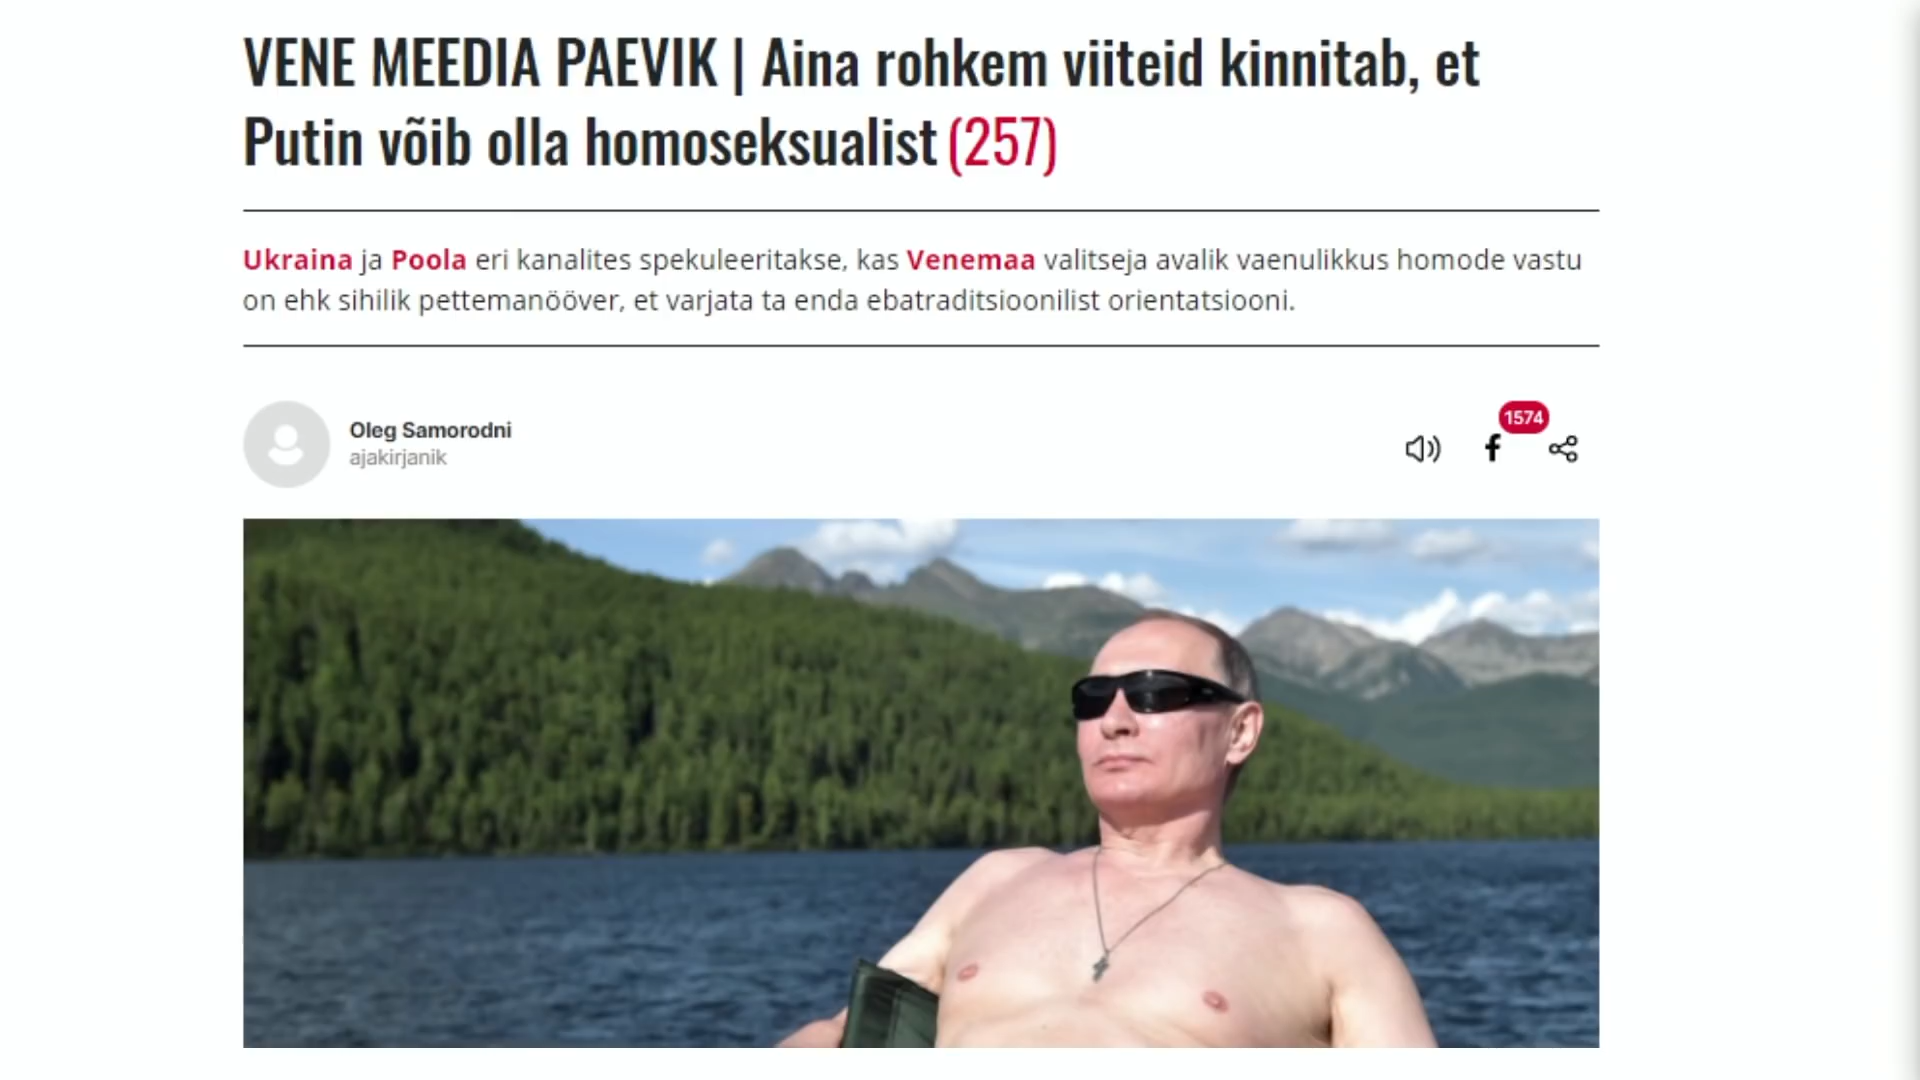 VENE MEEDIA PAEVIK | Aina rohkem viiteid kinnitab, et
Putin võib olla homoseksualist (257)
Ukraina ja Poola eri kanalites spekuleeritakse, kas Venemaa valitseja avalik vaenulikkus homode vastu
on ehk sihilik pettemanööver, et varjata ta enda ebatraditsioonilist orientatsiooni.
Oleg Samorodni
ajakirjanik
1574